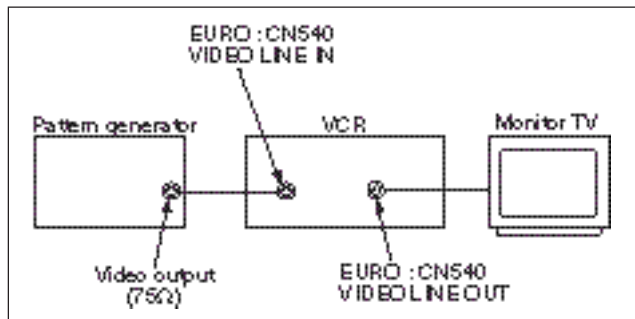 EURO : CN540
VIDEO LINE IN
Pattern generator
VCR
Monitor TV
Video output
(75Ω)
EURO : CN540
VIDEO LINE OUT